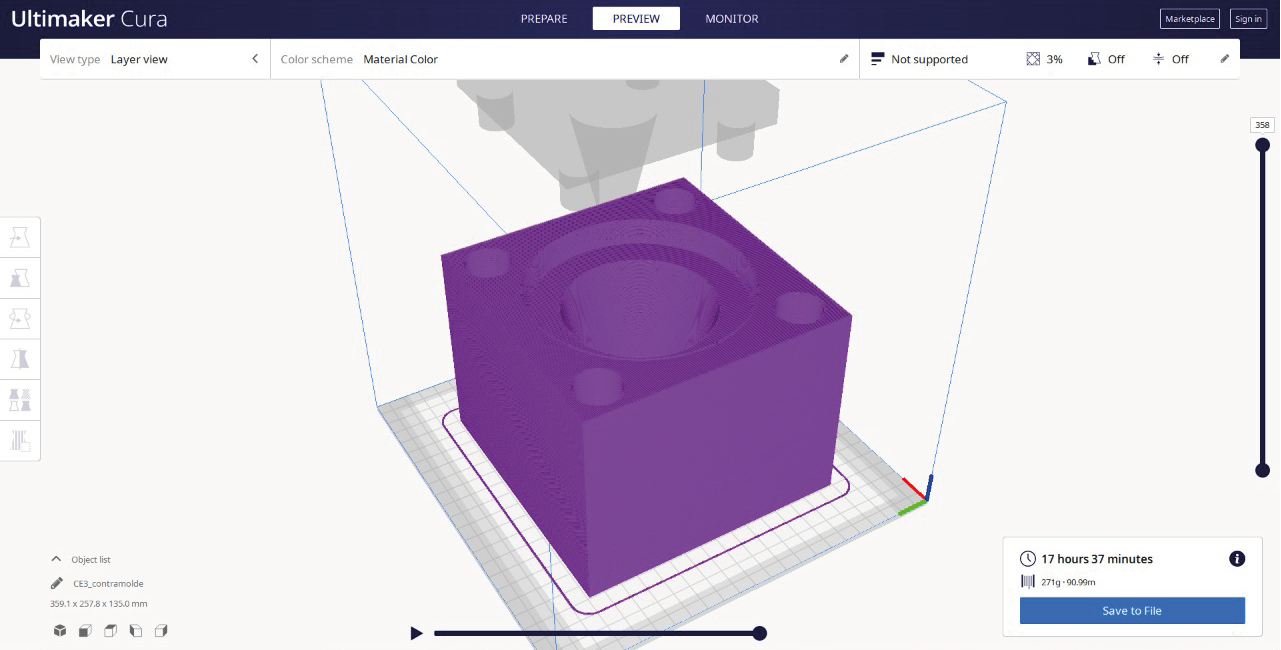 Ultimaker Cura
PREPARE PREVIEW MONITOR
Marketplace Sign in
View type Layer view
Color scheme Material Color
Not supported 3% Off Off
358
Object list
CE3_contramolde
359.1 x 257.8 x 135.0 mm
17 hours 37 minutes
271g · 90.99m
Save to File